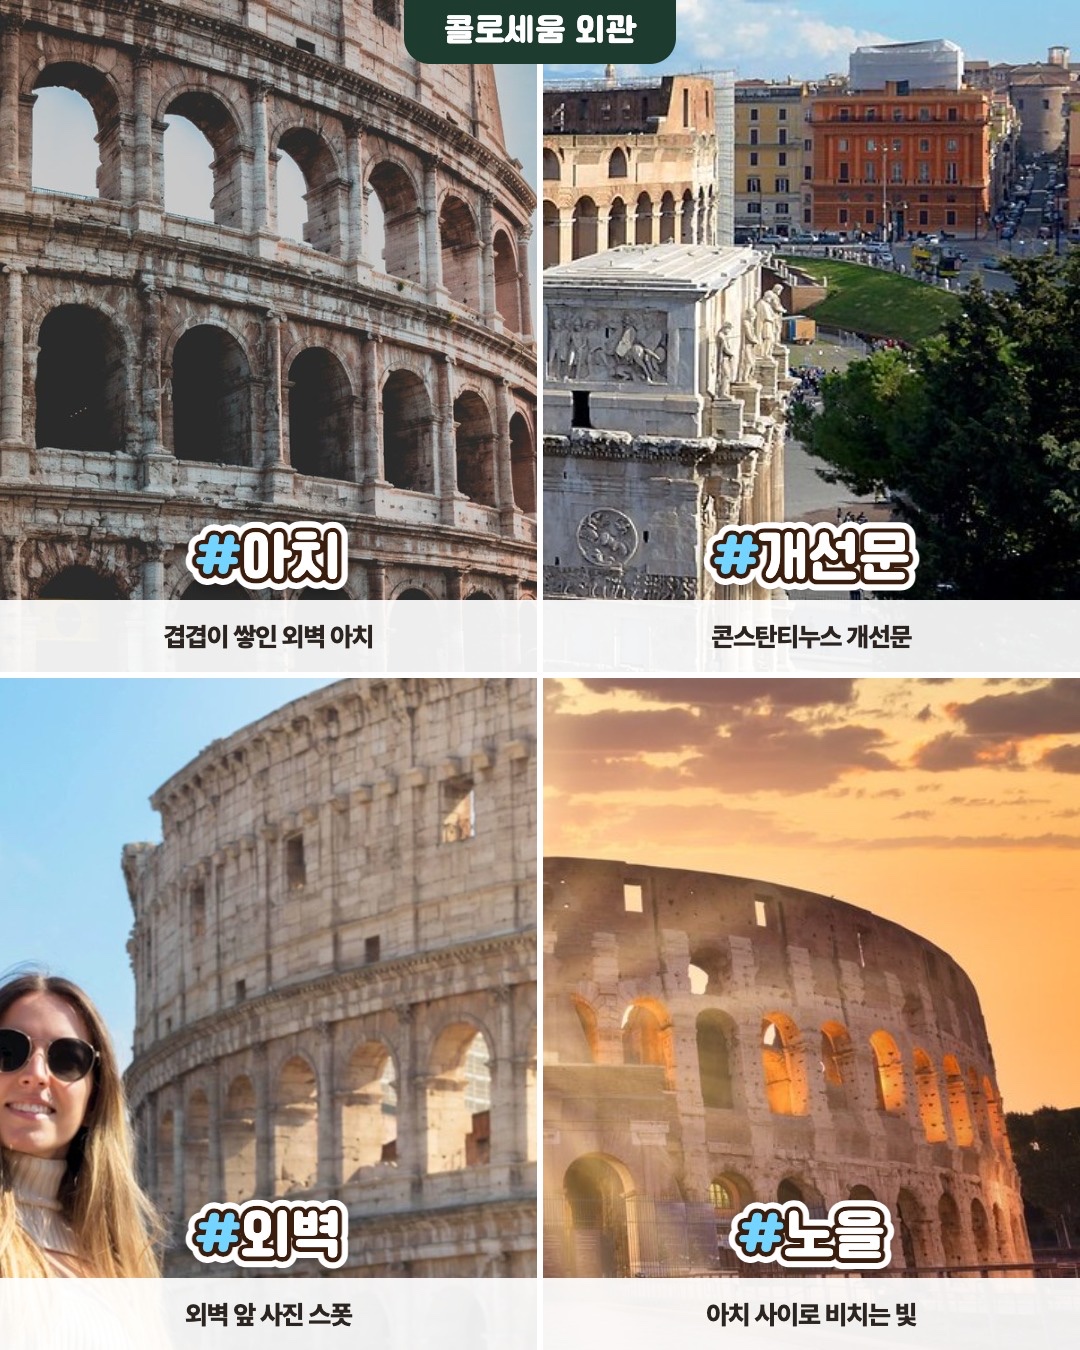 콜로세움 외관
#아치
겹겹이 쌓인 외벽 아치
#개선문
콘스탄티누스 개선문
#외벽
외벽 앞 사진 스폿
#노을
아치 사이로 비치는 빛